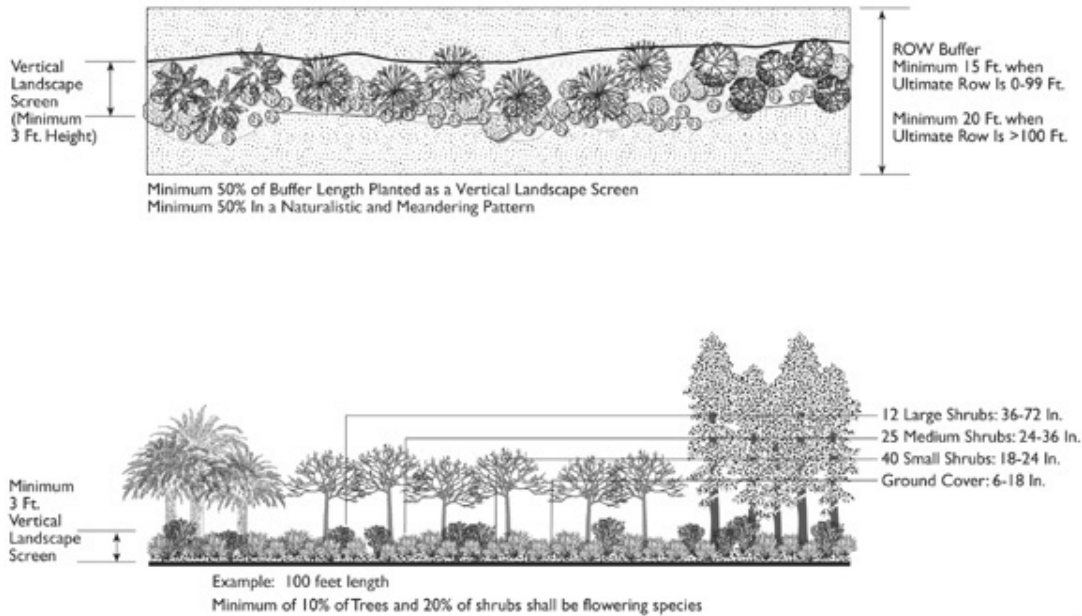 Vertical
Landscape
Screen
(Minimum
3 Ft. Height)
ROW Buffer
Minimum 15 Ft. when
Ultimate Row Is 0-99 Ft.
Minimum 20 Ft. when
Ultimate Row Is >100 Ft.
Minimum 50% of Buffer Length Planted as a Vertical Landscape Screen
Minimum 50% In a Naturalistic and Meandering Pattern
12 Large Shrubs: 36-72 In.
25 Medium Shrubs: 24-36 In.
40 Small Shrubs: 18-24 In.
Ground Cover: 6-18 In.
Minimum
3 Ft.
Vertical
Landscape
Screen
Example: 100 feet length
Minimum of 10% of Trees and 20% of shrubs shall be flowering species